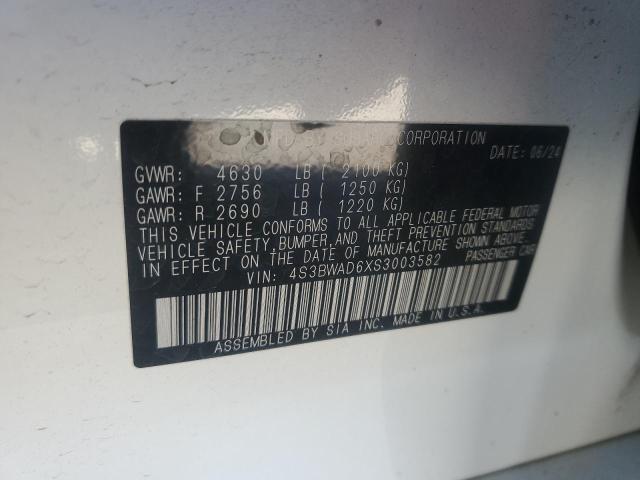 CORPORATION
DATE: 06/24
GVWR: 4630 LB ( 2100 KG)
GAWR: F 2756 LB ( 1250 KG)
GAWR: R 2690 LB ( 1220 KG)
THIS VEHICLE CONFORMS TO ALL APPLICABLE FEDERAL MOTOR
VEHICLE SAFETY,BUMPER,AND THEFT PREVENTION STANDARDS
IN EFFECT ON THE DATE OF MANUFACTURE SHOWN ABOVE.
VIN: 4S3BWAD6XS3003582 PASSENGER CAR
ASSEMBLED BY SIA INC. MADE IN U.S.A.